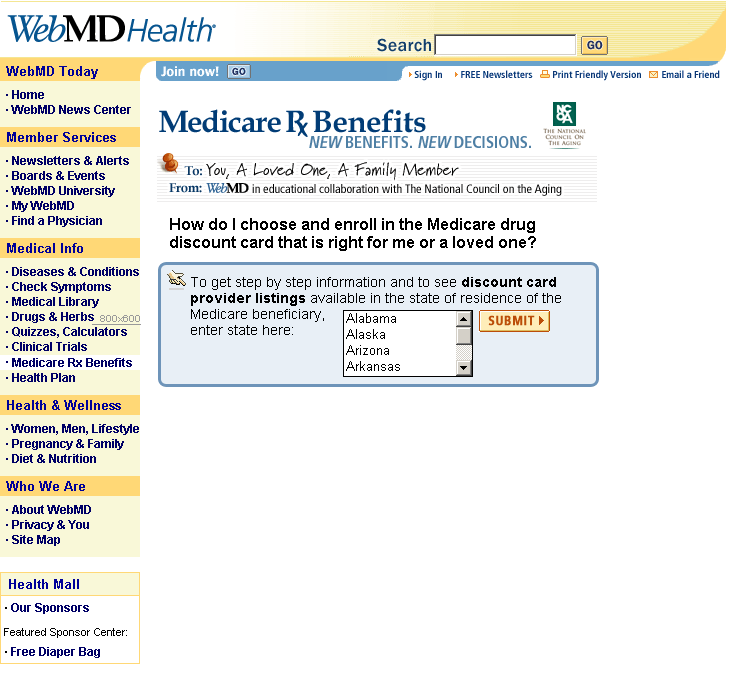 WebMDHealth
Search GO
WebMD Today
Join now! GO
Sign In FREE Newsletters Print Friendly Version Email a Friend
· Home
· WebMD News Center
Member Services
· Newsletters & Alerts
· Boards & Events
· WebMD University
· My WebMD
· Find a Physician
Medical Info
· Diseases & Conditions
· Check Symptoms
· Medical Library
· Drugs & Herbs 800x600
· Quizzes, Calculators
· Clinical Trials
· Medicare Rx Benefits
· Health Plan
Health & Wellness
· Women, Men, Lifestyle
· Pregnancy & Family
· Diet & Nutrition
Who We Are
· About WebMD
· Privacy & You
· Site Map
Health Mall
· Our Sponsors
Featured Sponsor Center:
· Free Diaper Bag
Medicare Rx Benefits
NEW BENEFITS. NEW DECISIONS.
THE NATIONAL
COUNCIL ON
THE AGING
To: You, A Loved One, A Family Member
From: WebMD in educational collaboration with The National Council on the Aging
How do I choose and enroll in the Medicare drug
discount card that is right for me or a loved one?
To get step by step information and to see discount card
provider listings available in the state of residence of the
Medicare beneficiary,
enter state here:
Alabama
Alaska
Arizona
Arkansas
SUBMIT